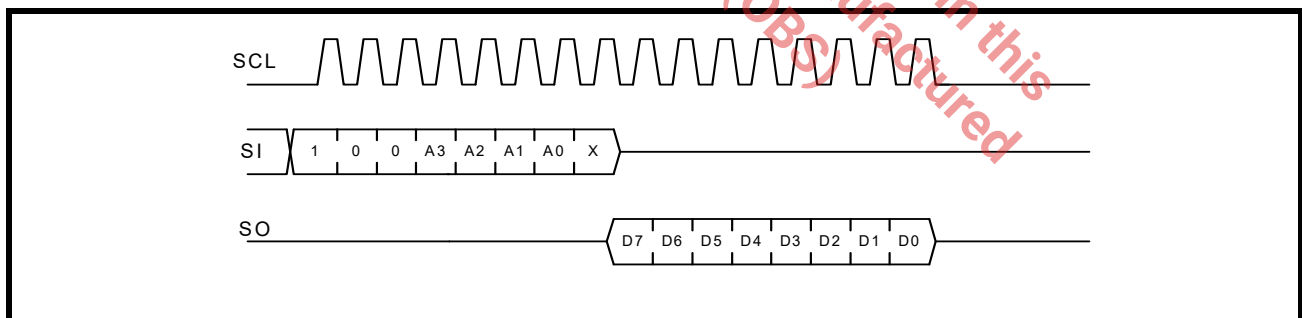 in this
ufactured
(OBS)
SCL
SI 1 0 0 A3 A2 A1 A0 X
SO D7 D6 D5 D4 D3 D2 D1 D0